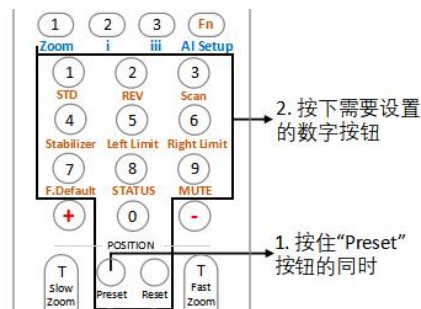 1 2 3 Fn
Zoom i iii AI Setup
1 2 3
STD REV Scan
4 5 6
Stabilizer Left Limit Right Limit
7 8 9
F.Default STATUS MUTE
+ 0 -
POSITION
T Preset Reset T
Slow Fast
Zoom Zoom
2. 按下需要设置
的数字按钮
1. 按住“Preset”
按钮的同时